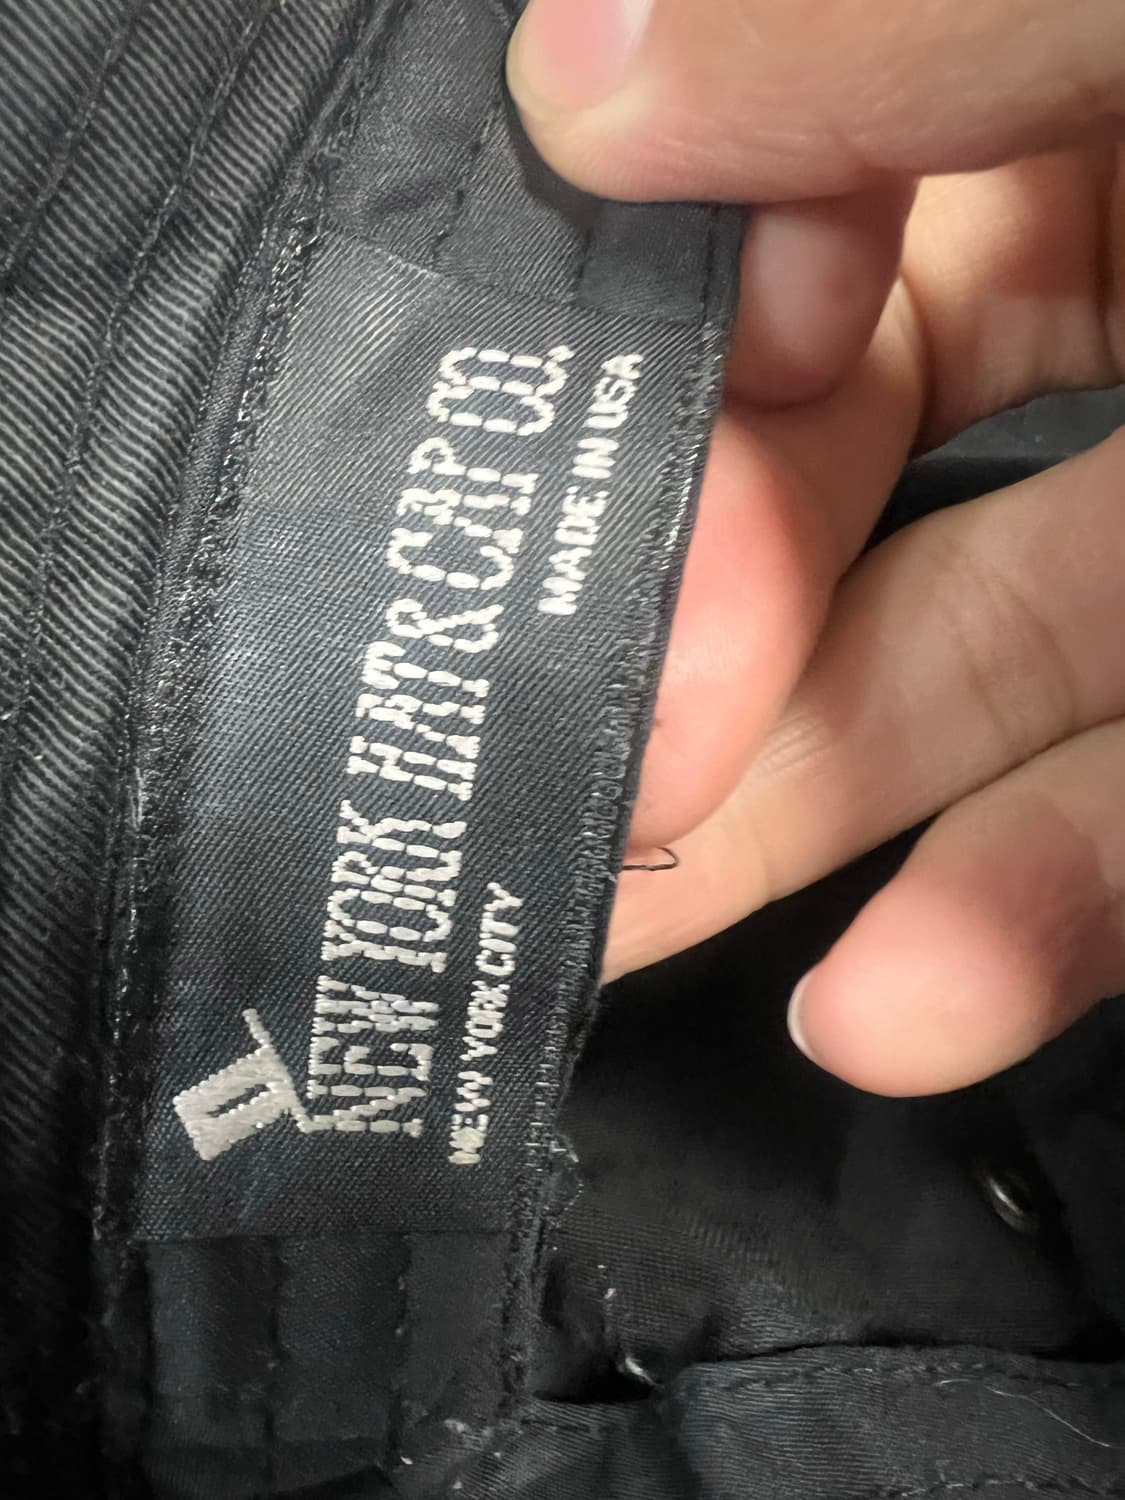 NEW YORK HAT & CAP CO.
NEW YORK CITY MADE IN USA